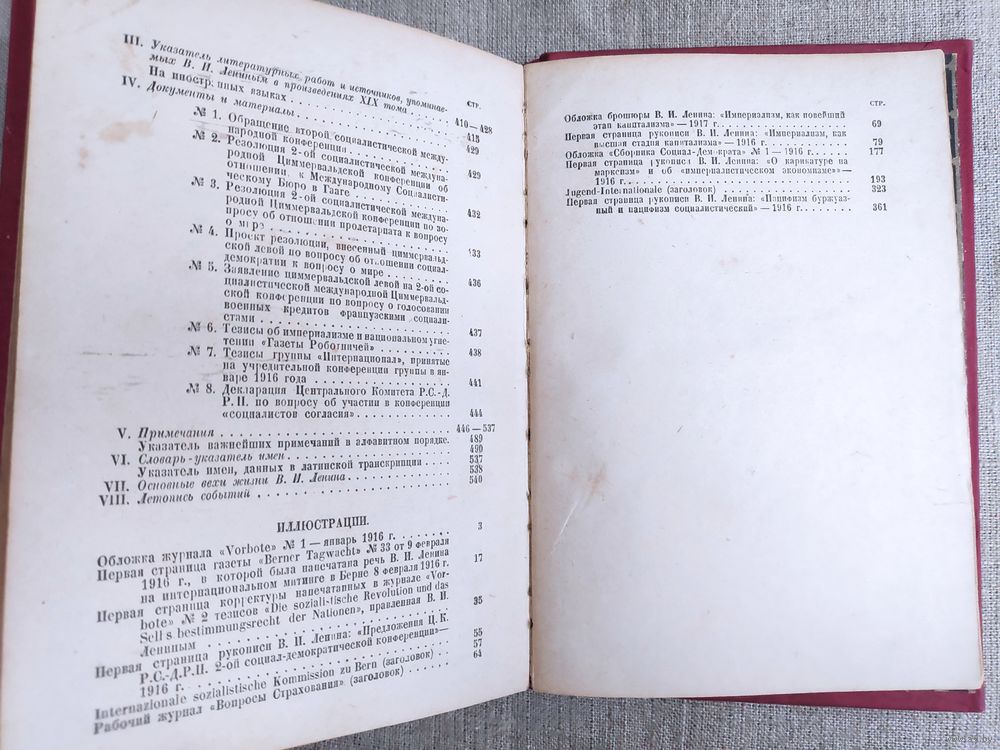 СТР.
III. Указатель литературных работ и источников, упоминае-
мых В. И. Лениным в произведениях XIX тома . 410—428
На иностранных языках . . . 415
IV. Документы и материалы . . . 429
№ 1. Обращение второй социалистической между-
народной конференции . . . 429
№ 2. Резолюция 2-ой социалистической междуна-
родной Циммервальдской конференции об
отношении к Международному Социалисти-
ческому Бюро в Гааге . . . 432
№ 3. Резолюция 2-ой социалистической междуна-
родной Циммервальдской конференции по во-
просу об отношении пролетариата к вопросу
о мире . . . 433
№ 4. Проект резолюции, внесенный циммервальд-
ской левой по вопросу об отношении социал-
демократии к вопросу о мире . . . 436
№ 5. Заявление циммервальдской левой на 2-ой со-
циалистической международной Циммервальд-
ской конференции по вопросу о голосовании
военных кредитов французскими социали-
стами . . . 437
№ 6. Тезисы об империализме и национальном угне-
тении «Газеты Роботничей» . . . 438
№ 7. Тезисы группы «Интернационал», принятые
на учредительной конференции группы в ян-
варе 1916 года . . . 441
№ 8. Декларация Центрального Комитета Р.С.-Д.
Р.П. по вопросу об участии в конференции
«социалистов согласия» . . . 444
V. Примечания . . . 446—537
Указатель важнейших примечаний в алфавитном порядке. 489
VI. Словарь-указатель имен . . . 490
Указатель имен, данных в латинской транскрипции . . . 537
VII. Основные вехи жизни В. И. Ленина . . . 538
VIII. Летопись событий . . . 540
ИЛЛЮСТРАЦИИ.
Обложка журнала «Vorbote» № 1 — январь 1916 г. . 3
Первая страница газеты «Berner Tagwacht» № 33 от 9 февраля
1916 г., в которой была напечатана речь В. И. Ленина
на интернациональном митинге в Берне 8 февраля 1916 г. 17
Первая страница корректуры напечатанных в журнале «Vor-
bote» № 2 тезисов «Die sozialistische Revolution und das
Selbstbestimmungsrecht der Nationen», правленная В. И.
Лениным . . . 35
Первая страница рукописи В. И. Ленина: «Предложения Ц. К.
Р.С.-Д.Р.П. 2-ой социал-демократической конференции»—
1916 г. . . . 55
Internazionale sozialistische Kommission zu Bern (заголовок) . . 57
Рабочий журнал «Вопросы Страхования» (заголовок) . . . 64
СТР.
Обложка брошюры В. И. Ленина: «Империализм, как новейший
этап капитализма» — 1917 г. . . . 69
Первая страница рукописи В. И. Ленина: «Империализм, как
высшая стадия капитализма» — 1916 г. . . . 79
Обложка «Сборника Социал-Демократа» № 1 — 1916 г. . . . 177
Первая страница рукописи В. И. Ленина: «О карикатуре на
марксизм» и об «империалистическом экономизме»—
1916 г. . . . 193
Jugend-Internationale (заголовок) . . . 323
Первая страница рукописи В. И. Ленина: «Пацифизм буржуаз-
ный и пацифизм социалистический» — 1916 г. . . . 361